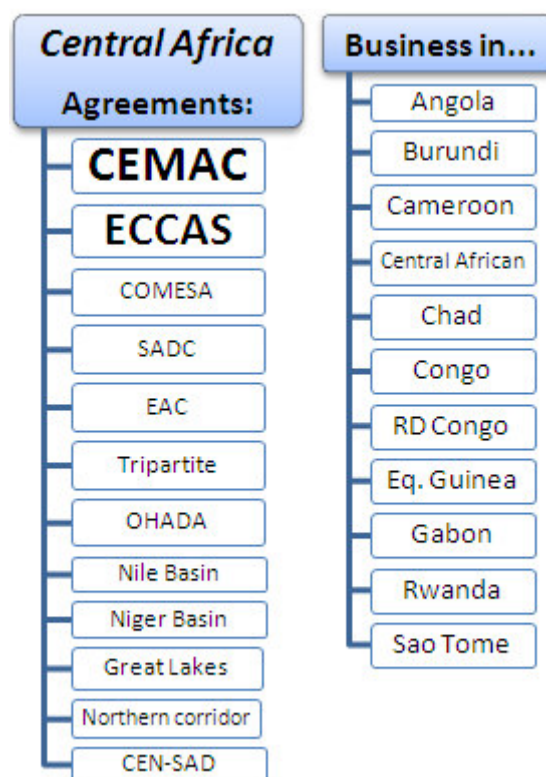 Central Africa
Agreements:
CEMAC
ECCAS
COMESA
SADC
EAC
Tripartite
OHADA
Nile Basin
Niger Basin
Great Lakes
Northern corridor
CEN-SAD
Business in...
Angola
Burundi
Cameroon
Central African
Chad
Congo
RD Congo
Eq. Guinea
Gabon
Rwanda
Sao Tome